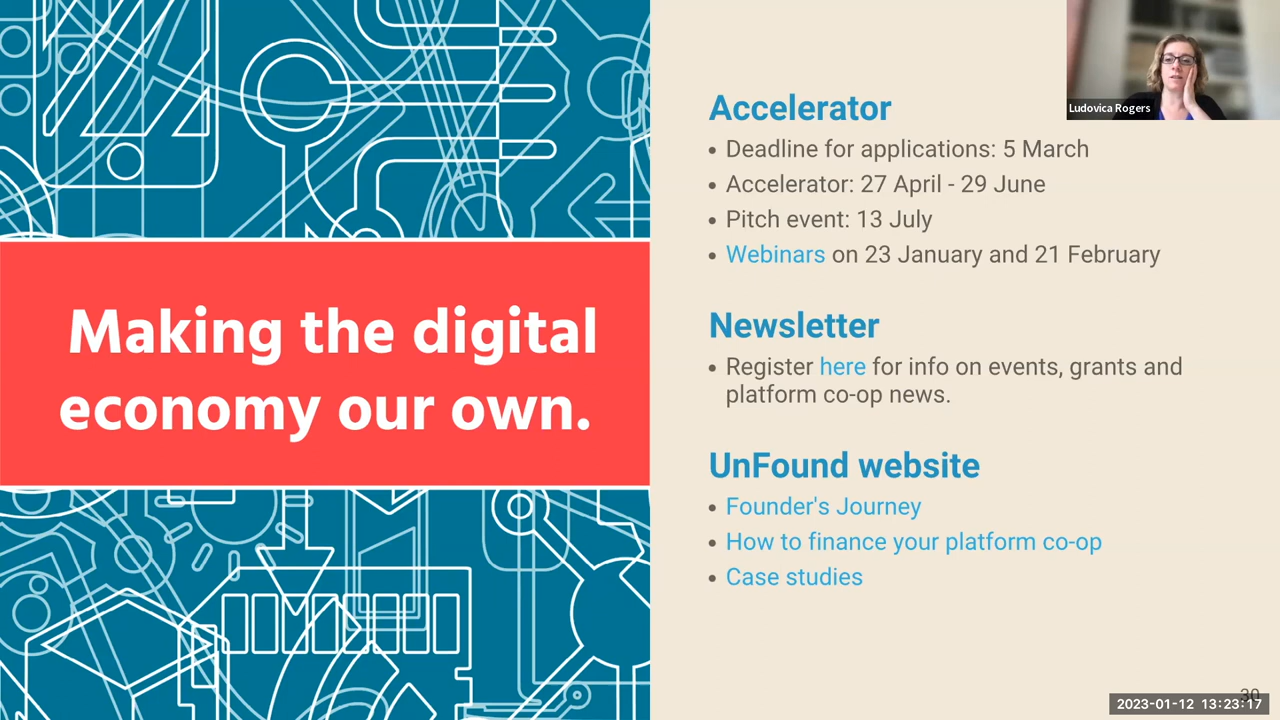 Making the digital
economy our own.
Accelerator
• Deadline for applications: 5 March
• Accelerator: 27 April - 29 June
• Pitch event: 13 July
• Webinars on 23 January and 21 February
Newsletter
• Register here for info on events, grants and
platform co-op news.
UnFound website
• Founder's Journey
• How to finance your platform co-op
• Case studies
Ludovica Rogers
30
2023-01-12 13:23:17